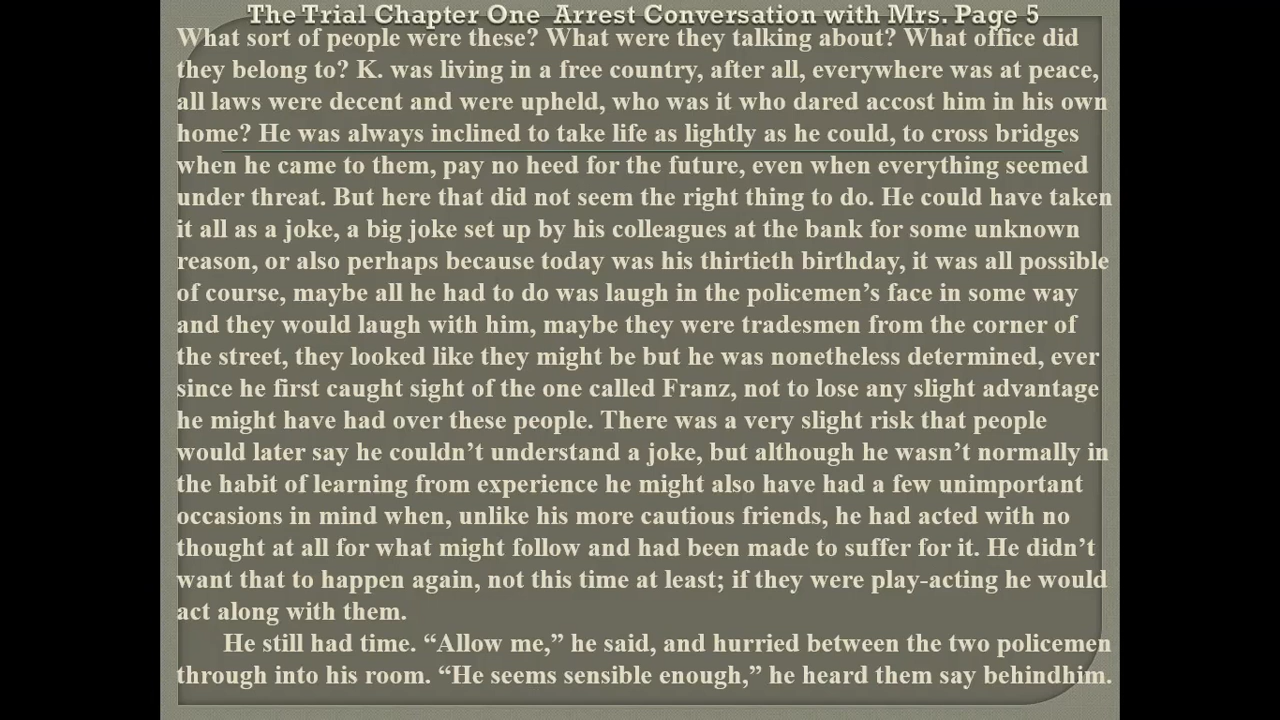 The Trial Chapter One Arrest Conversation with Mrs. Page 5
What sort of people were these? What were they talking about? What office did
they belong to? K. was living in a free country, after all, everywhere was at peace,
all laws were decent and were upheld, who was it who dared accost him in his own
home? He was always inclined to take life as lightly as he could, to cross bridges
when he came to them, pay no heed for the future, even when everything seemed
under threat. But here that did not seem the right thing to do. He could have taken
it all as a joke, a big joke set up by his colleagues at the bank for some unknown
reason, or also perhaps because today was his thirtieth birthday, it was all possible
of course, maybe all he had to do was laugh in the policemen’s face in some way
and they would laugh with him, maybe they were tradesmen from the corner of
the street, they looked like they might be but he was nonetheless determined, ever
since he first caught sight of the one called Franz, not to lose any slight advantage
he might have had over these people. There was a very slight risk that people
would later say he couldn’t understand a joke, but although he wasn’t normally in
the habit of learning from experience he might also have had a few unimportant
occasions in mind when, unlike his more cautious friends, he had acted with no
thought at all for what might follow and had been made to suffer for it. He didn’t
want that to happen again, not this time at least; if they were play-acting he would
act along with them.
He still had time. “Allow me,” he said, and hurried between the two policemen
through into his room. “He seems sensible enough,” he heard them say behindhim.